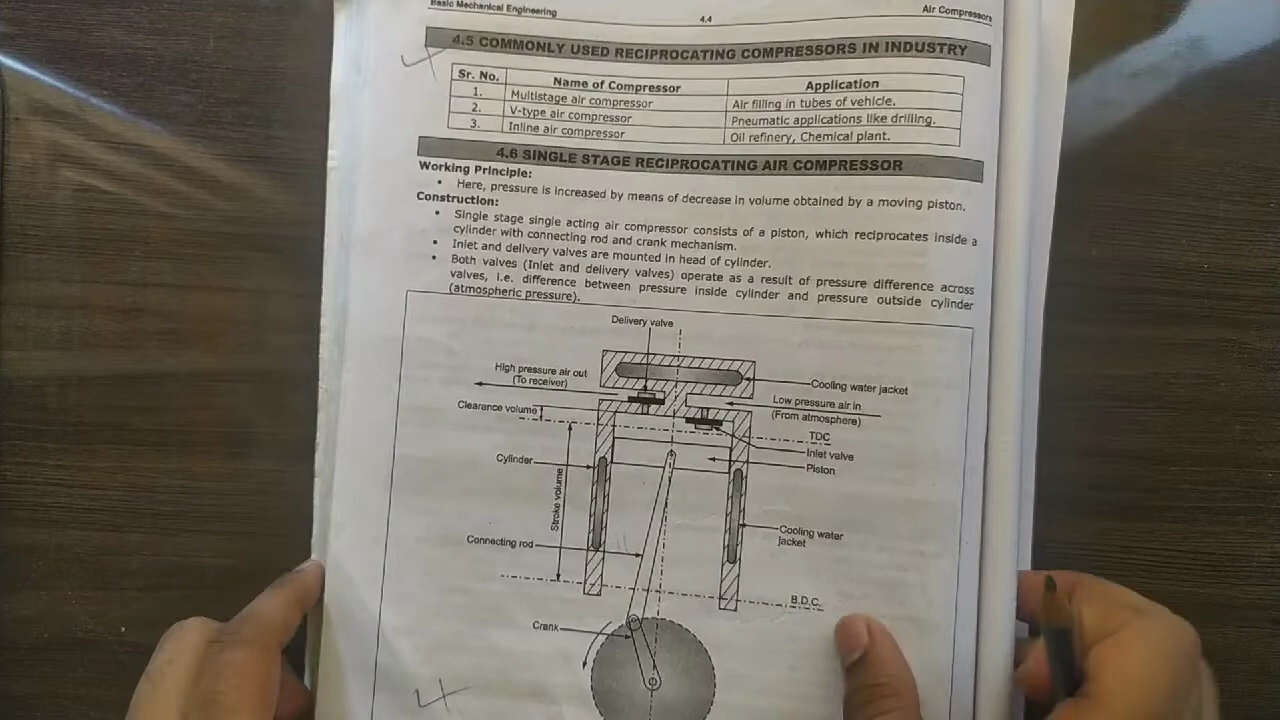 Basic Mechanical Engineering 4.4 Air Compressors
4.5 COMMONLY USED RECIPROCATING COMPRESSORS IN INDUSTRY
Sr. No. Name of Compressor Application
1. Multistage air compressor Air filling in tubes of vehicle.
2. V-type air compressor Pneumatic applications like drilling.
3. Inline air compressor Oil refinery, Chemical plant.
4.6 SINGLE STAGE RECIPROCATING AIR COMPRESSOR
Working Principle:
• Here, pressure is increased by means of decrease in volume obtained by a moving piston.
Construction:
• Single stage single acting air compressor consists of a piston, which reciprocates inside a
cylinder with connecting rod and crank mechanism.
• Inlet and delivery valves are mounted in head of cylinder.
• Both valves (Inlet and delivery valves) operate as a result of pressure difference across
valves, i.e. difference between pressure inside cylinder and pressure outside cylinder
(atmospheric pressure).
Delivery valve
High pressure air out
(To receiver)
Cooling water jacket
Low pressure air in
(From atmosphere)
Clearance volume
TDC
Inlet valve
Piston
Cylinder
Stroke volume
Cooling water
jacket
Connecting rod
B.D.C.
Crank